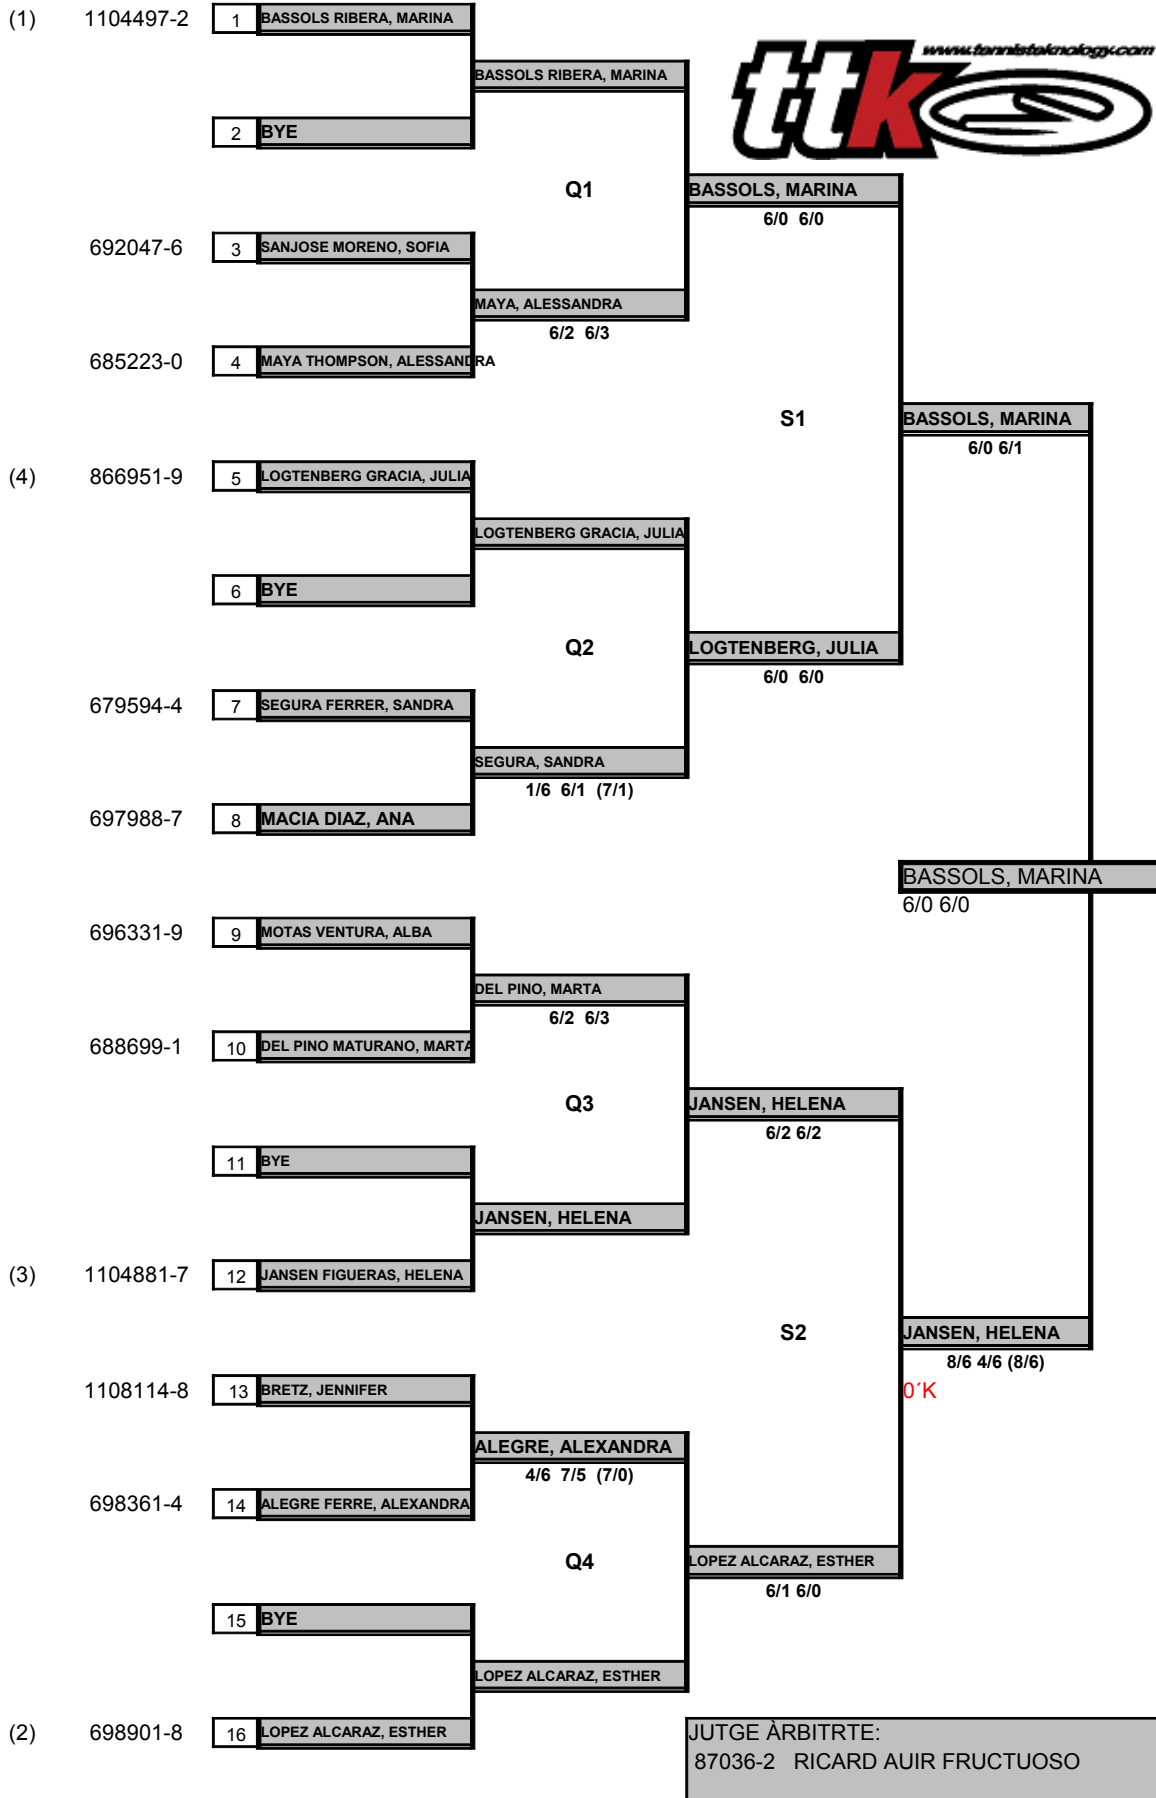 (1) 1104497-2 1 BASSOLS RIBERA, MARINA
www.tennisteknology.com
ttk
BASSOLS RIBERA, MARINA
2 BYE
Q1
BASSOLS, MARINA
6/0 6/0
692047-6 3 SANJOSE MORENO, SOFIA
MAYA, ALESSANDRA
6/2 6/3
685223-0 4 MAYA THOMPSON, ALESSANDRA
S1
BASSOLS, MARINA
6/0 6/1
(4) 866951-9 5 LOGTENBERG GRACIA, JULIA
LOGTENBERG GRACIA, JULIA
6 BYE
Q2
LOGTENBERG, JULIA
6/0 6/0
679594-4 7 SEGURA FERRER, SANDRA
SEGURA, SANDRA
1/6 6/1 (7/1)
697988-7 8 MACIA DIAZ, ANA
BASSOLS, MARINA
6/0 6/0
696331-9 9 MOTAS VENTURA, ALBA
DEL PINO, MARTA
6/2 6/3
688699-1 10 DEL PINO MATURANO, MARTA
Q3
JANSEN, HELENA
6/2 6/2
11 BYE
JANSEN, HELENA
(3) 1104881-7 12 JANSEN FIGUERAS, HELENA
S2
JANSEN, HELENA
8/6 4/6 (8/6)
0´K
1108114-8 13 BRETZ, JENNIFER
ALEGRE, ALEXANDRA
4/6 7/5 (7/0)
698361-4 14 ALEGRE FERRE, ALEXANDRA
Q4
LOPEZ ALCARAZ, ESTHER
6/1 6/0
15 BYE
LOPEZ ALCARAZ, ESTHER
(2) 698901-8 16 LOPEZ ALCARAZ, ESTHER
JUTGE ÀRBITRTE:
87036-2 RICARD AUIR FRUCTUOSO